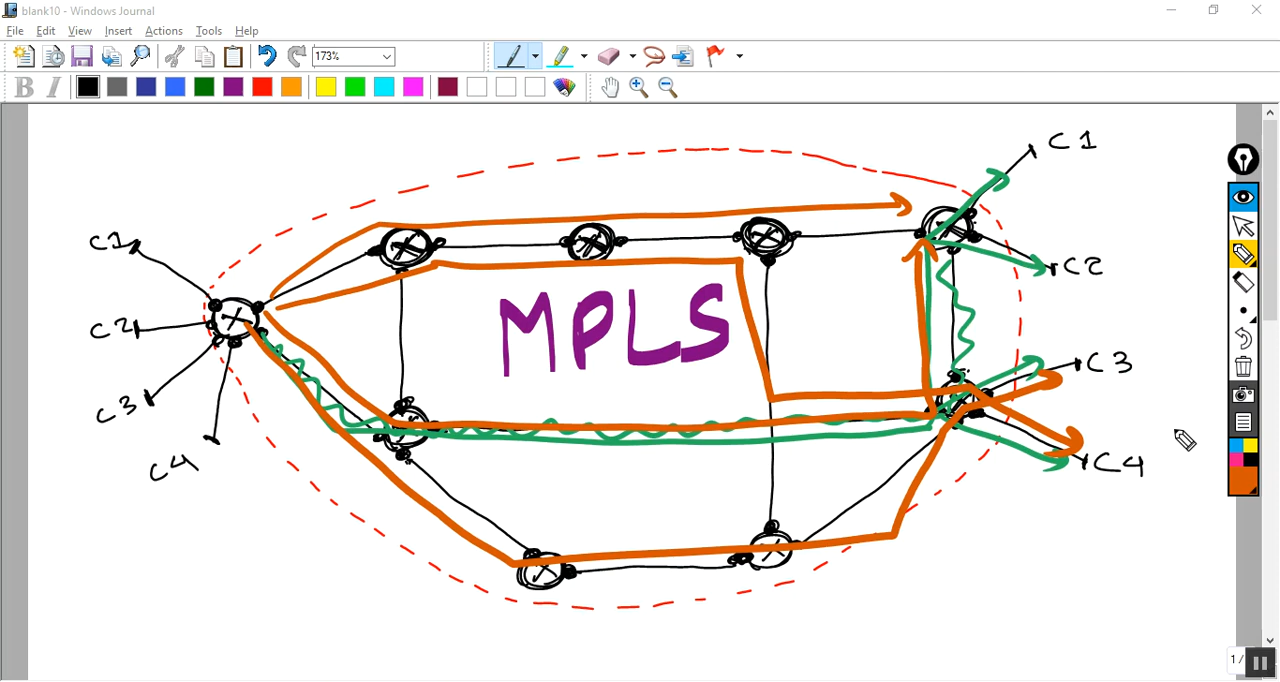 blank10 - Windows Journal
File Edit View Insert Actions Tools Help
173%
B I
C1
C1
C2
MPLS
C2
C3
C3
C4
C4
1/